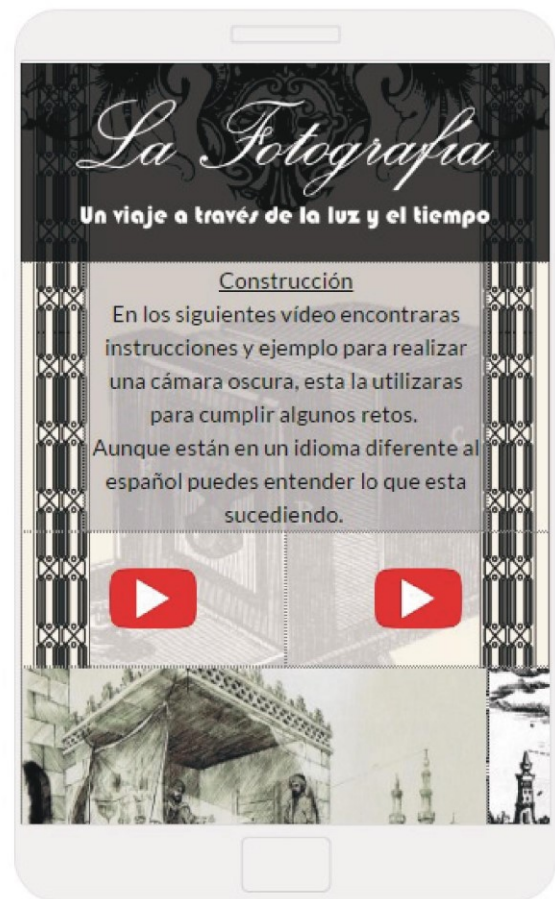 La Fotografía
Un viaje a través de la luz y el tiempo
Construcción
En los siguientes vídeo encontraras
instrucciones y ejemplo para realizar
una cámara oscura, esta la utilizaras
para cumplir algunos retos.
Aunque están en un idioma diferente al
español puedes entender lo que esta
sucediendo.